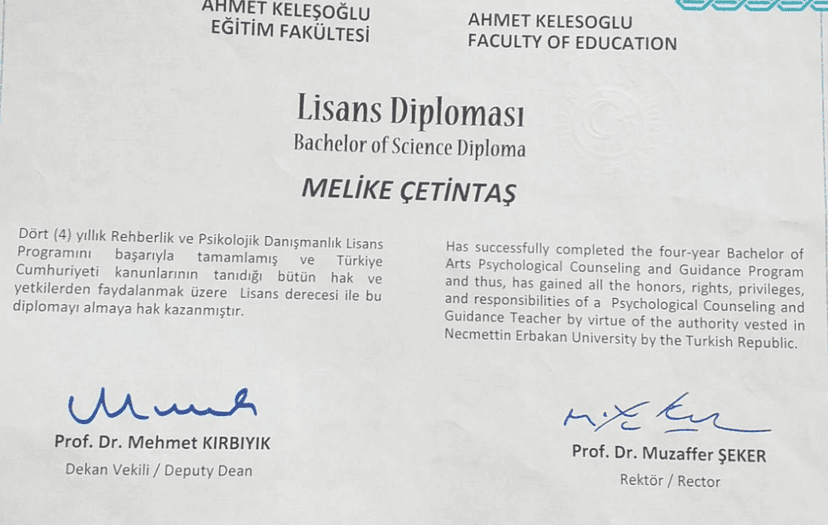 AHMET KELEŞOĞLU
EĞİTİM FAKÜLTESİ
AHMET KELESOGLU
FACULTY OF EDUCATION
Lisans Diploması
Bachelor of Science Diploma
MELİKE ÇETİNTAŞ
Dört (4) yıllık Rehberlik ve Psikolojik Danışmanlık Lisans
Programını başarıyla tamamlamış ve Türkiye
Cumhuriyeti kanunlarının tanıdığı bütün hak ve
yetkilerden faydalanmak üzere Lisans derecesi ile bu
diplomayı almaya hak kazanmıştır.
Has successfully completed the four-year Bachelor of
Arts Psychological Counseling and Guidance Program
and thus, has gained all the honors, rights, privileges,
and responsibilities of a Psychological Counseling and
Guidance Teacher by virtue of the authority vested in
Necmettin Erbakan University by the Turkish Republic.
Prof. Dr. Mehmet KIRBIYIK
Dekan Vekili / Deputy Dean
Prof. Dr. Muzaffer ŞEKER
Rektör / Rector